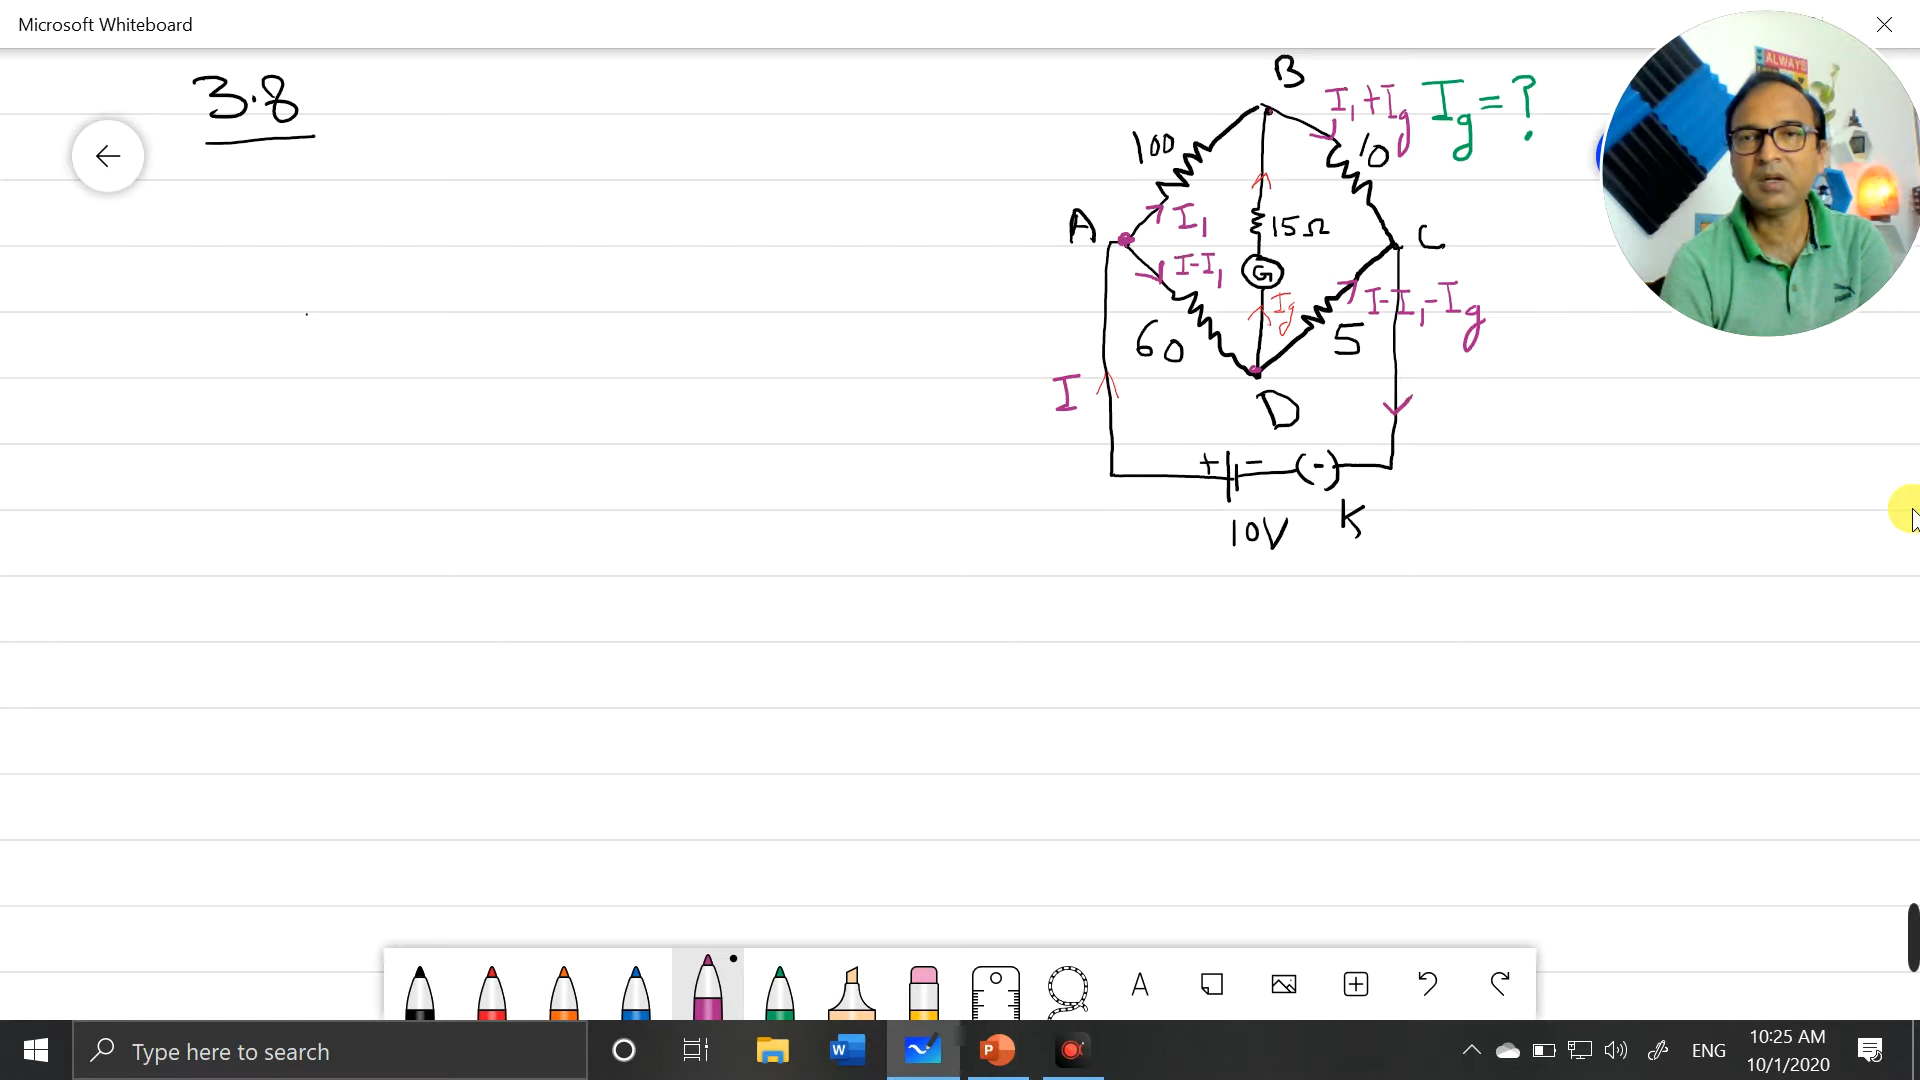 Microsoft Whiteboard
3.8
B
I₁+Ig
Ig = ?
100
10
ALWAYS
A
I₁
15Ω
C
I-I₁
G
Ig
I-I₁-Ig
60
5
I
D
+ -
(-)
10V
K
A
Type here to search
W
P
ENG
10:25 AM
10/1/2020